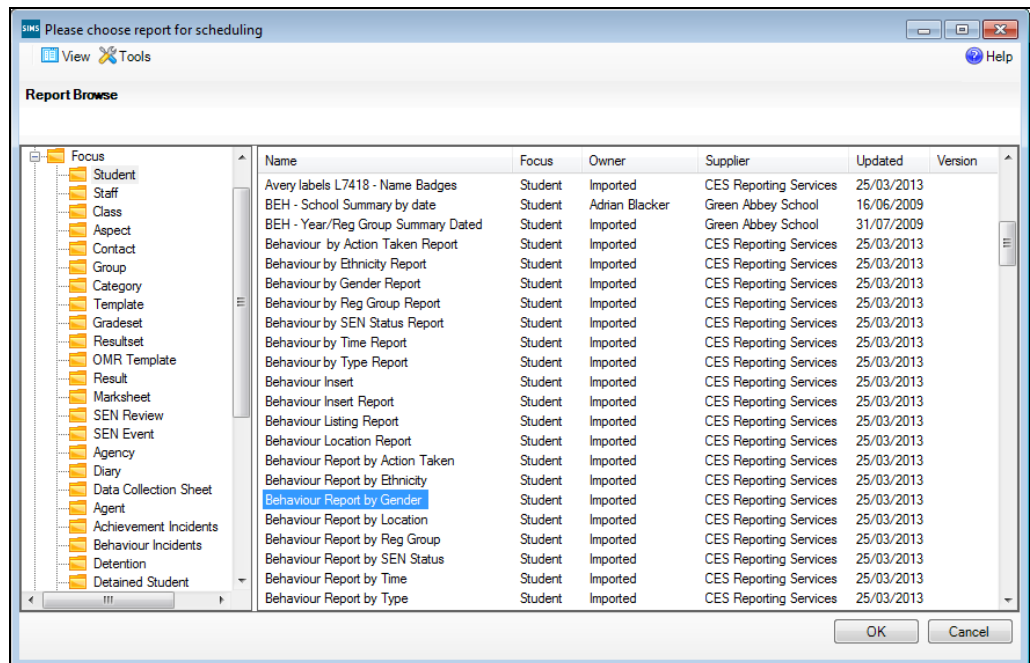 SIMS Please choose report for scheduling
View Tools Help
Report Browse
Focus
Student
Staff
Class
Aspect
Contact
Group
Category
Template
Gradeset
Resultset
OMR Template
Result
Marksheet
SEN Review
SEN Event
Agency
Diary
Data Collection Sheet
Agent
Achievement Incidents
Behaviour Incidents
Detention
Detained Student
Name Focus Owner Supplier Updated Version
Avery labels L7418 - Name Badges Student Imported CES Reporting Services 25/03/2013
BEH - School Summary by date Student Adrian Blacker Green Abbey School 16/06/2009
BEH - Year/Reg Group Summary Dated Student Imported Green Abbey School 31/07/2009
Behaviour by Action Taken Report Student Imported CES Reporting Services 25/03/2013
Behaviour by Ethnicity Report Student Imported CES Reporting Services 25/03/2013
Behaviour by Gender Report Student Imported CES Reporting Services 25/03/2013
Behaviour by Reg Group Report Student Imported CES Reporting Services 25/03/2013
Behaviour by SEN Status Report Student Imported CES Reporting Services 25/03/2013
Behaviour by Time Report Student Imported CES Reporting Services 25/03/2013
Behaviour by Type Report Student Imported CES Reporting Services 25/03/2013
Behaviour Insert Student Imported CES Reporting Services 25/03/2013
Behaviour Insert Report Student Imported CES Reporting Services 25/03/2013
Behaviour Listing Report Student Imported CES Reporting Services 25/03/2013
Behaviour Location Report Student Imported CES Reporting Services 25/03/2013
Behaviour Report by Action Taken Student Imported CES Reporting Services 25/03/2013
Behaviour Report by Ethnicity Student Imported CES Reporting Services 25/03/2013
Behaviour Report by Gender Student Imported CES Reporting Services 25/03/2013
Behaviour Report by Location Student Imported CES Reporting Services 25/03/2013
Behaviour Report by Reg Group Student Imported CES Reporting Services 25/03/2013
Behaviour Report by SEN Status Student Imported CES Reporting Services 25/03/2013
Behaviour Report by Time Student Imported CES Reporting Services 25/03/2013
Behaviour Report by Type Student Imported CES Reporting Services 25/03/2013
OK Cancel